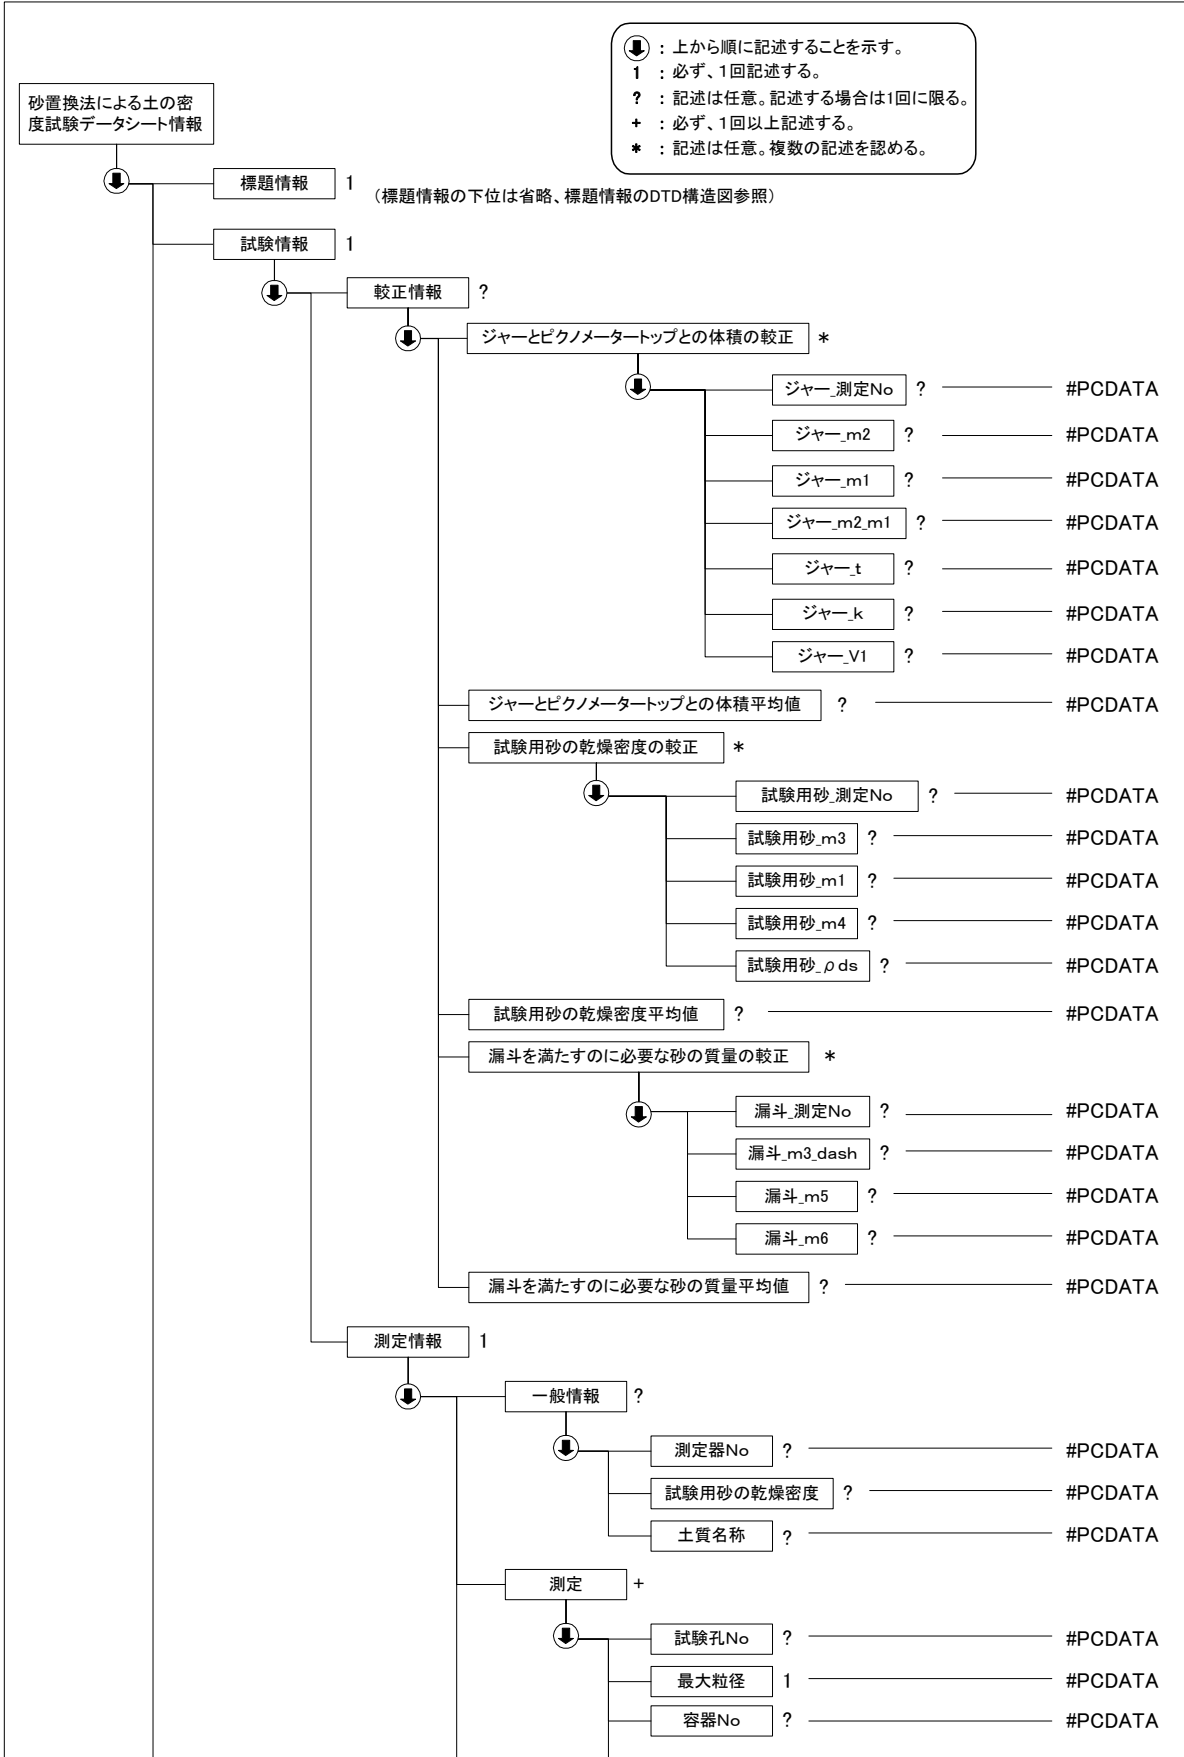 ：上から順に記述することを示す。
1 ：必ず、1回記述する。
? ：記述は任意。記述する場合は1回に限る。
+ ：必ず、1回以上記述する。
* ：記述は任意。複数の記述を認める。
砂置換法による土の密
度試験データシート情報
標題情報 1
（標題情報の下位は省略、標題情報のDTD構造図参照）
試験情報 1
較正情報 ?
ジャーとピクノメータートップとの体積の較正 *
ジャー_測定No ? #PCDATA
ジャー_m2 ? #PCDATA
ジャー_m1 ? #PCDATA
ジャー_m2_m1 ? #PCDATA
ジャー_t ? #PCDATA
ジャー_k ? #PCDATA
ジャー_V1 ? #PCDATA
ジャーとピクノメータートップとの体積平均値 ? #PCDATA
試験用砂の乾燥密度の較正 *
試験用砂_測定No ? #PCDATA
試験用砂_m3 ? #PCDATA
試験用砂_m1 ? #PCDATA
試験用砂_m4 ? #PCDATA
試験用砂_ρds ? #PCDATA
試験用砂の乾燥密度平均値 ? #PCDATA
漏斗を満たすのに必要な砂の質量の較正 *
漏斗_測定No ? #PCDATA
漏斗_m3_dash ? #PCDATA
漏斗_m5 ? #PCDATA
漏斗_m6 ? #PCDATA
漏斗を満たすのに必要な砂の質量平均値 ? #PCDATA
測定情報 1
一般情報 ?
測定器No ? #PCDATA
試験用砂の乾燥密度 ? #PCDATA
土質名称 ? #PCDATA
測定 +
試験孔No ? #PCDATA
最大粒径 1 #PCDATA
容器No ? #PCDATA